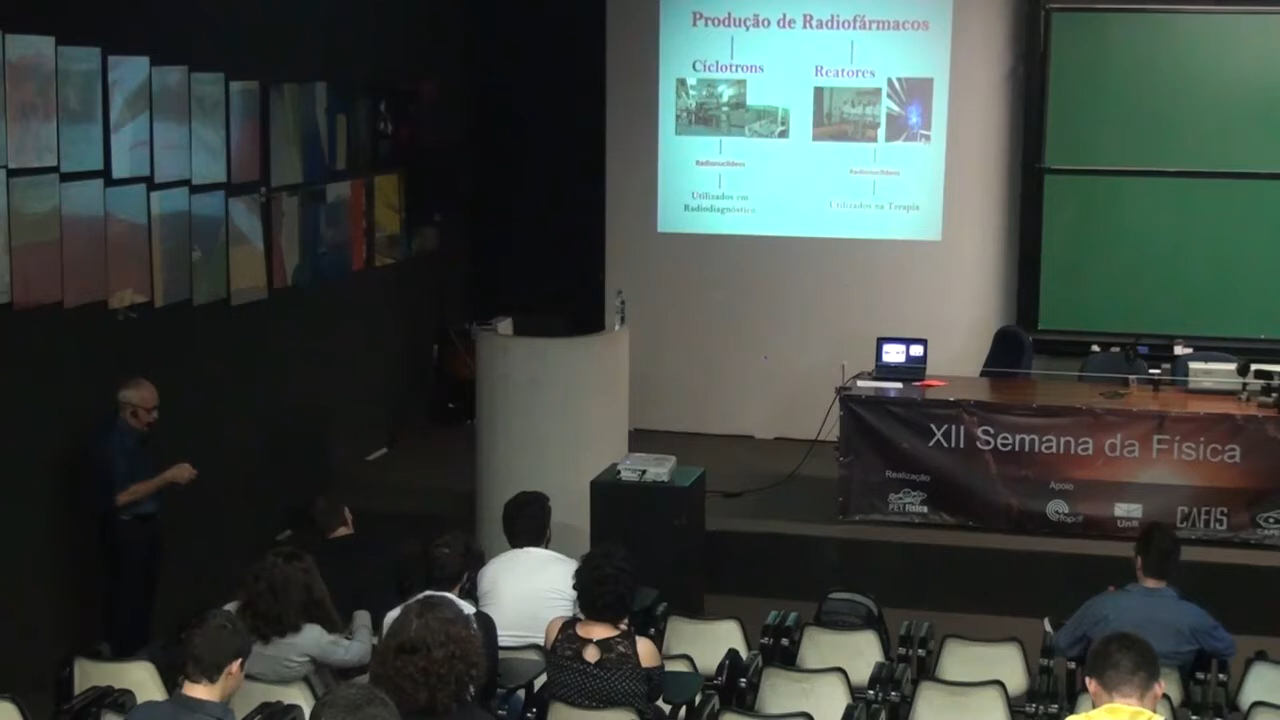 Produção de Radiofármacos
Cíclotrons
Reatores
Radionuclídeos
Radionuclídeos
Utilizados em
Radiodiagnóstico
Utilizados na Terapia
XII Semana da Física
Realização
Apoio
PET Física
fapdf
UnB
CAFIS